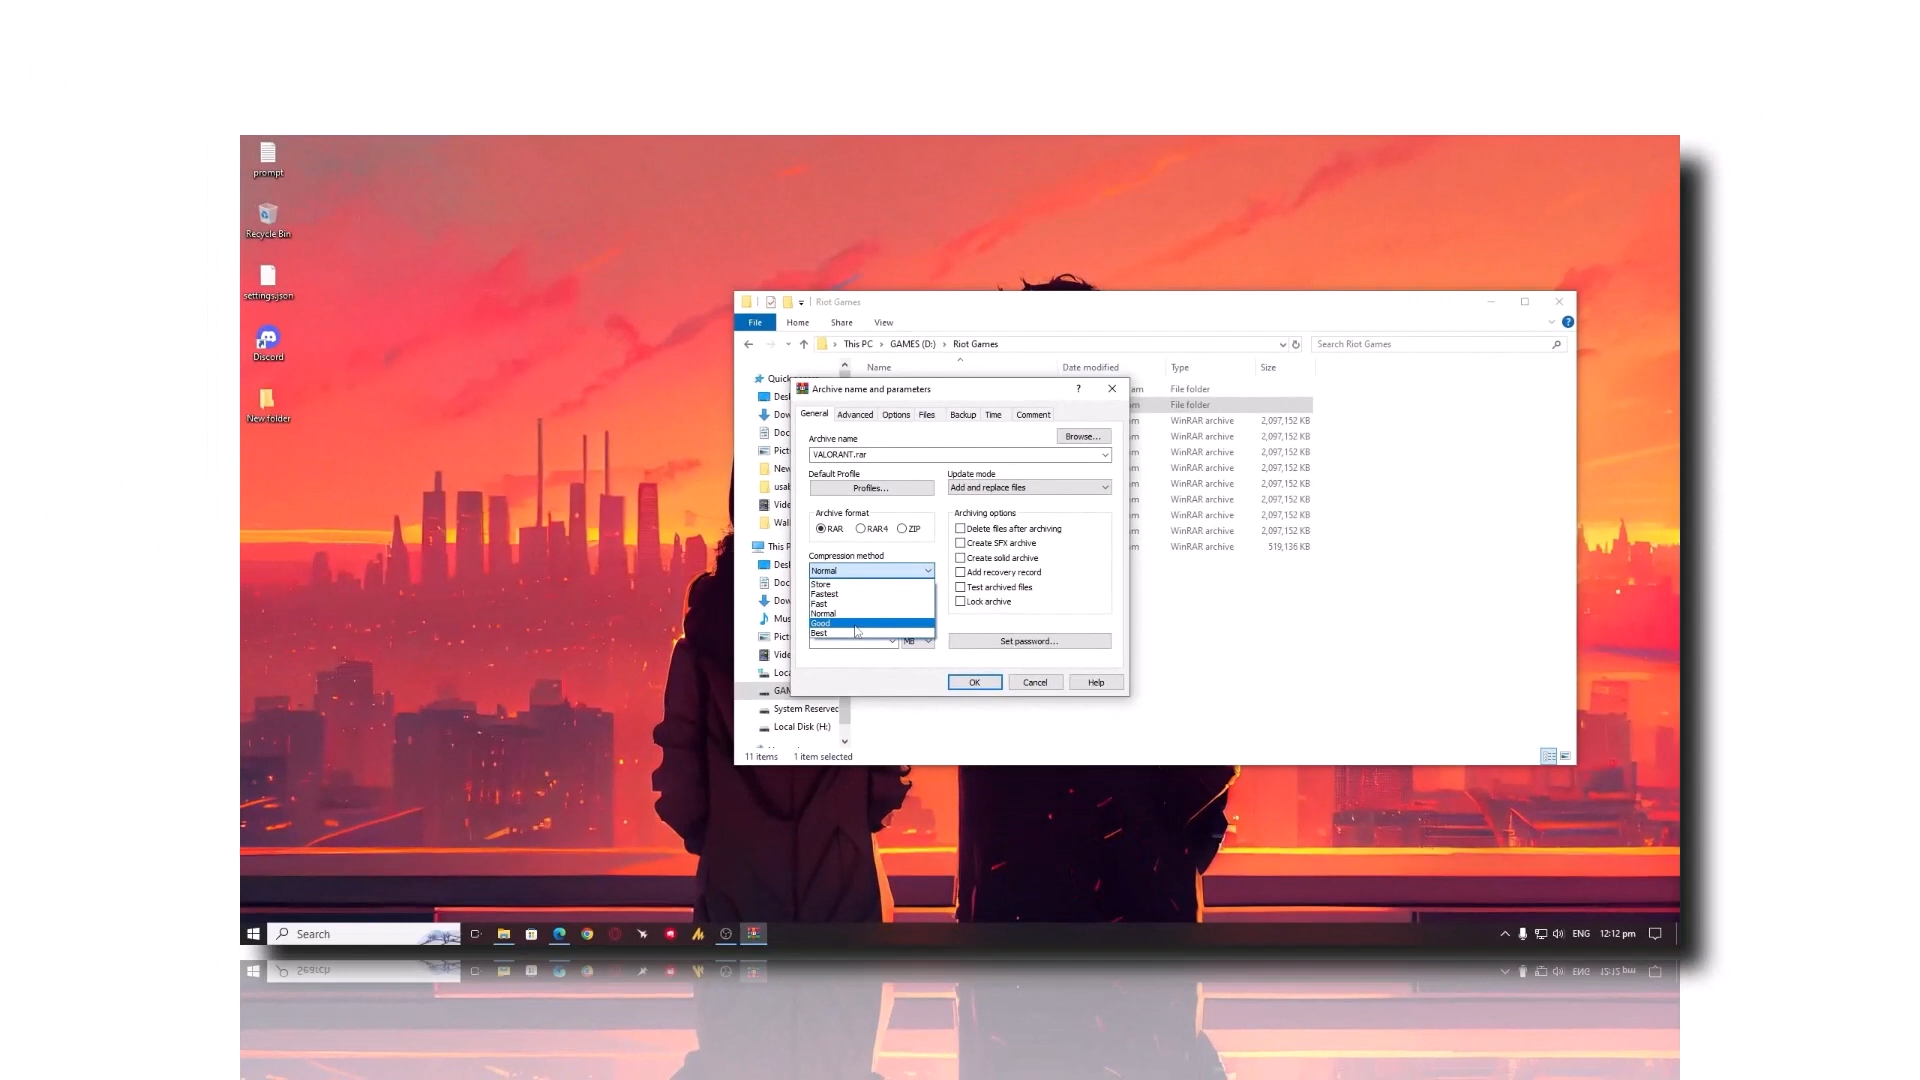 prompt
Recycle Bin
settings.json
Discord
New folder
Riot Games
File Home Share View
This PC > GAMES (D:) > Riot Games
Search Riot Games
Name Date modified Type Size
Quick
File folder
File folder
WinRAR archive 2,097,152 KB
WinRAR archive 2,097,152 KB
WinRAR archive 2,097,152 KB
WinRAR archive 2,097,152 KB
WinRAR archive 2,097,152 KB
WinRAR archive 2,097,152 KB
WinRAR archive 2,097,152 KB
WinRAR archive 2,097,152 KB
WinRAR archive 519,136 KB
System Reserved
Local Disk (H:)
11 items 1 item selected
Archive name and parameters
General Advanced Options Files Backup Time Comment
Archive name
Browse...
VALORANT.rar
Default Profile
Profiles...
Update mode
Add and replace files
Archive format
RAR RAR4 ZIP
Compression method
Normal
Store
Fastest
Fast
Normal
Good
Best
MB
Archiving options
Delete files after archiving
Create SFX archive
Create solid archive
Add recovery record
Test archived files
Lock archive
Set password...
OK Cancel Help
Search
ENG 12:12 pm